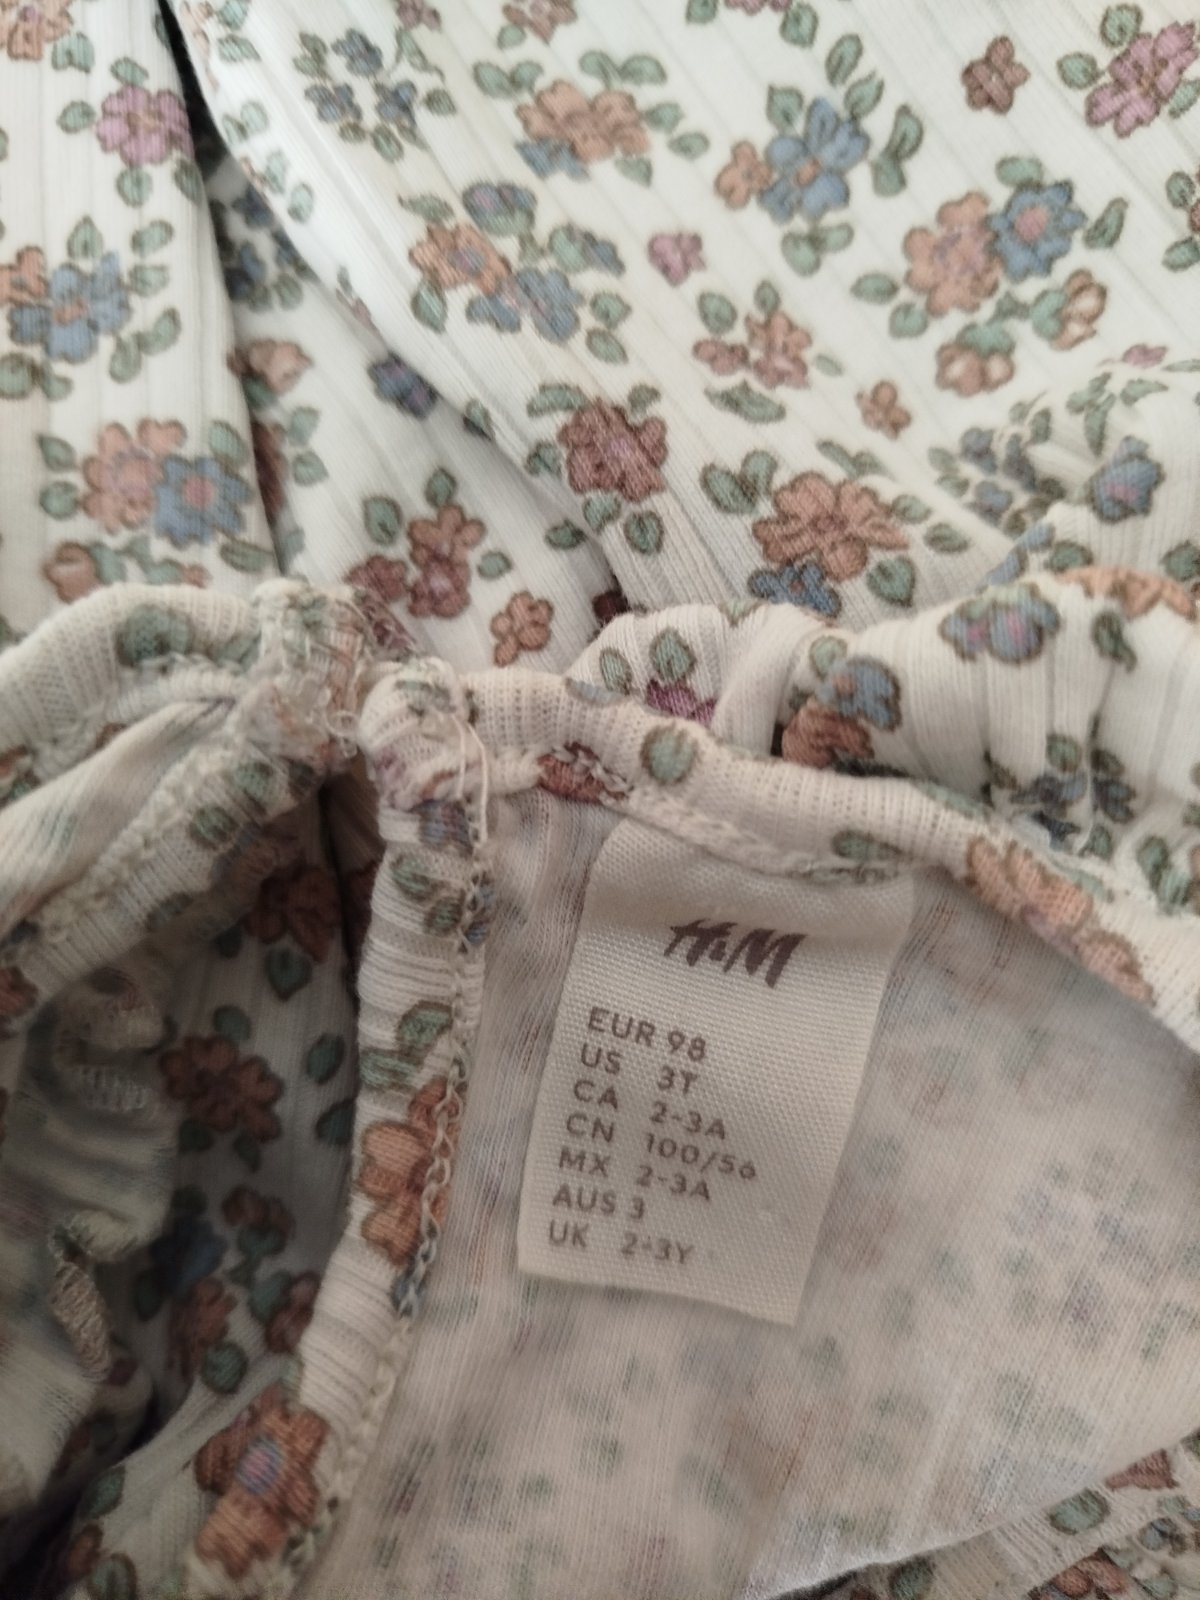 H&M
EUR 98
US 3T
CA 2-3A
CN 100/56
MX 2-3A
AUS 3
UK 2-3Y